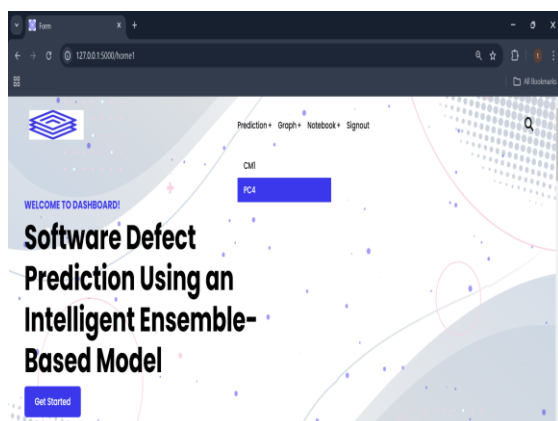 Form
127.0.0.1:5000/home1
All Bookmarks
Prediction+ Graph+ Notebook+ Signout
CM1
PC4
WELCOME TO DASHBOARD!
Software Defect
Prediction Using an
Intelligent Ensemble-
Based Model
Get Started